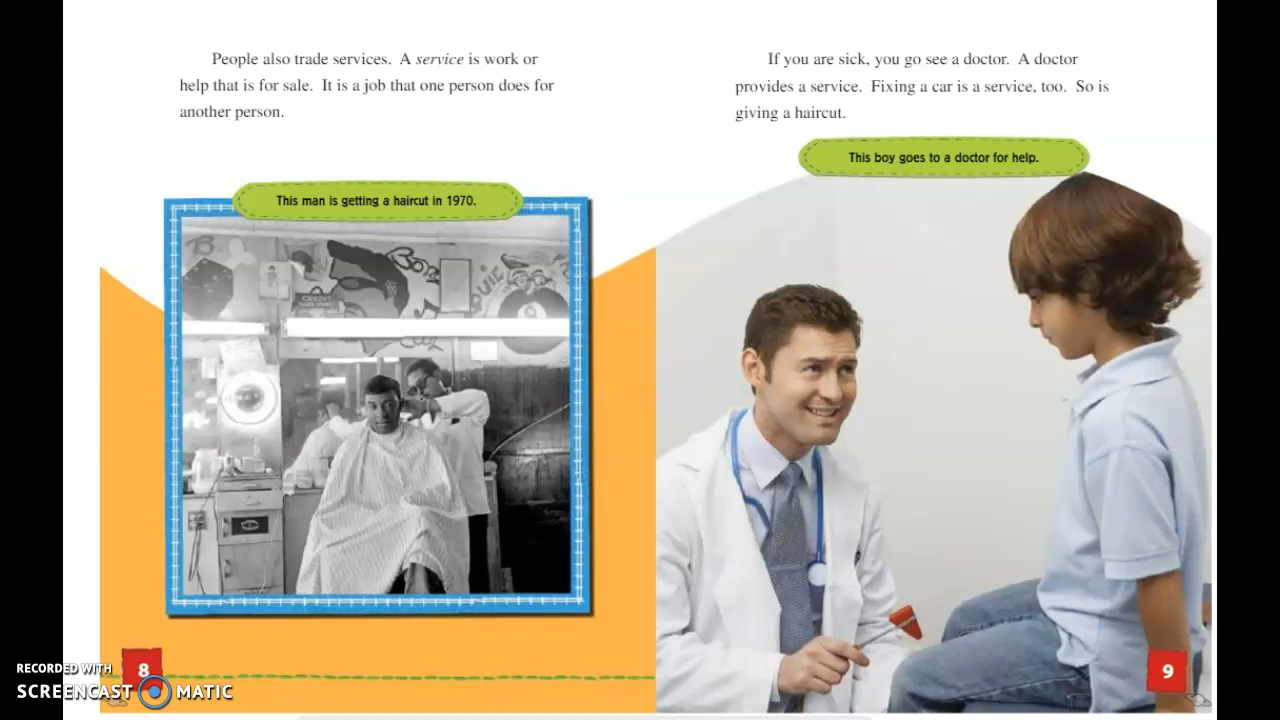 People also trade services. A service is work or
help that is for sale. It is a job that one person does for
another person.
This man is getting a haircut in 1970.
CREDIT
8
If you are sick, you go see a doctor. A doctor
provides a service. Fixing a car is a service, too. So is
giving a haircut.
This boy goes to a doctor for help.
9
RECORDED WITH
SCREENCAST MATIC